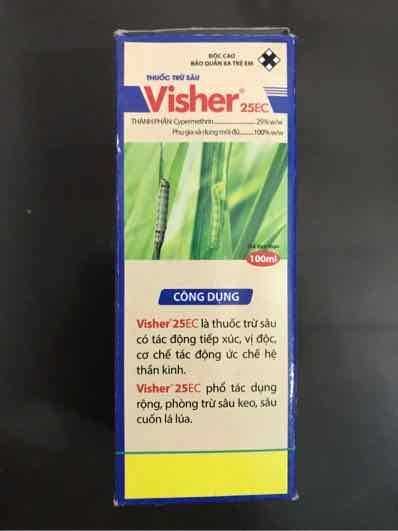 ĐỘC CAO
BẢO QUẢN XA TRẺ EM
THUỐC TRỪ SÂU
Visher® 25EC
THÀNH PHẦN: Cypermethrin 25% w/w
Phụ gia và dung môi đủ 100% w/w
100ml
CÔNG DỤNG
Visher® 25EC là thuốc trừ sâu
có tác động tiếp xúc, vị độc,
cơ chế tác động ức chế hệ
thần kinh.
Visher® 25EC phổ tác dụng
rộng, phòng trừ sâu keo, sâu
cuốn lá lúa.